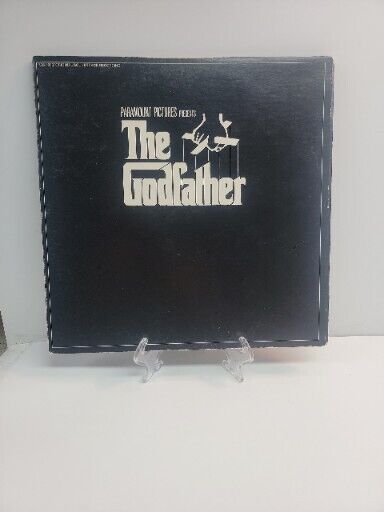 PARAMOUNT PICTURES PRESENTS
The
Godfather